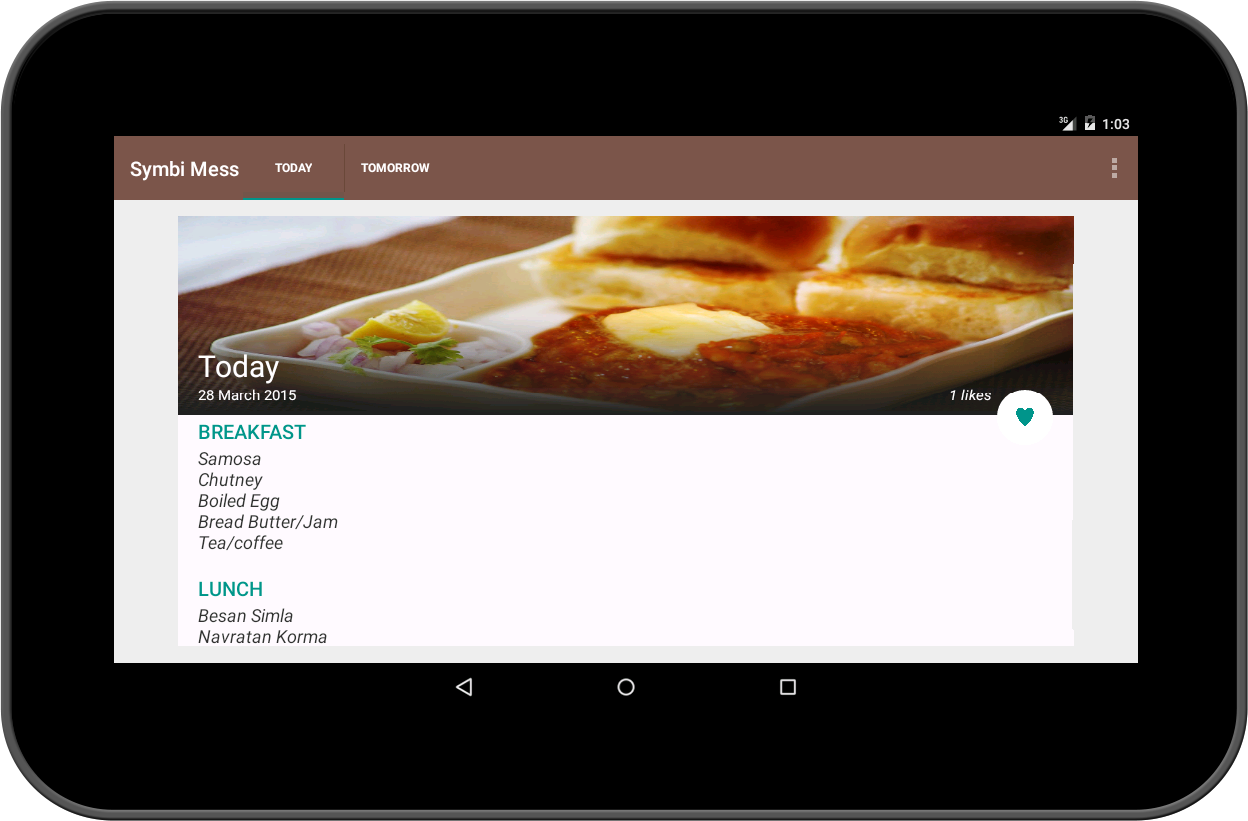 3G 1:03
Symbi Mess TODAY TOMORROW
Today
28 March 2015 1 likes
BREAKFAST
Samosa
Chutney
Boiled Egg
Bread Butter/Jam
Tea/coffee
LUNCH
Besan Simla
Navratan Korma